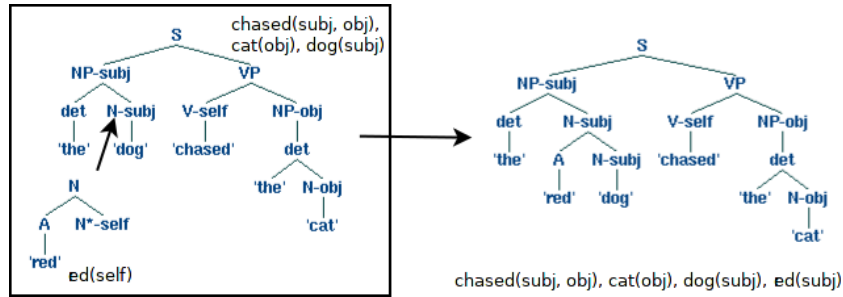 chased(subj, obj),
cat(obj), dog(subj)
S
NP-subj VP
det N-subj V-self NP-obj
'the' 'dog' 'chased' det
'the' N-obj
'cat'
N
A N*-self
'red'
ed(self)
S
NP-subj VP
det N-subj V-self NP-obj
'the' A N-subj 'chased' det
'red' 'dog' 'the' N-obj
'cat'
chased(subj, obj), cat(obj), dog(subj), ed(subj)